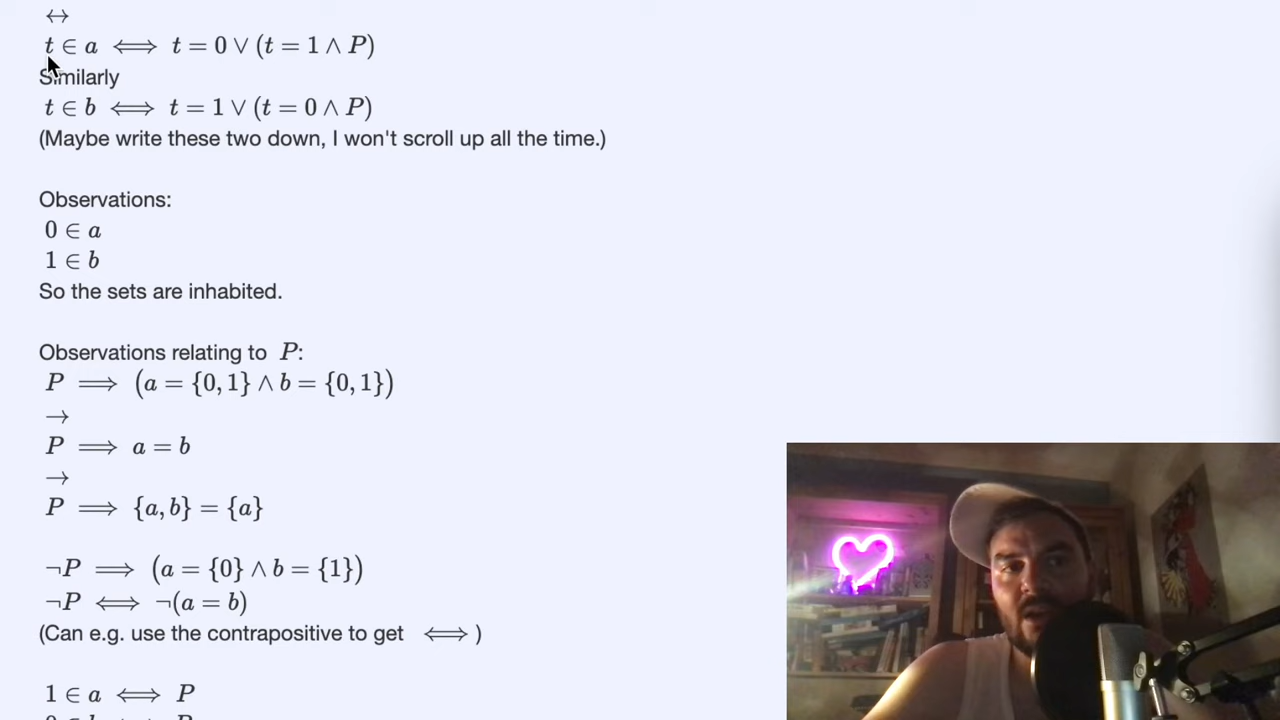 ↔
t ∈ a ⟺ t = 0 ∨ (t = 1 ∧ P)
Similarly
t ∈ b ⟺ t = 1 ∨ (t = 0 ∧ P)
(Maybe write these two down, I won't scroll up all the time.)
Observations:
0 ∈ a
1 ∈ b
So the sets are inhabited.
Observations relating to P:
P ⟹ (a = {0, 1} ∧ b = {0, 1})
→
P ⟹ a = b
→
P ⟹ {a, b} = {a}
¬P ⟹ (a = {0} ∧ b = {1})
¬P ⟺ ¬(a = b)
(Can e.g. use the contrapositive to get ⟺ )
1 ∈ a ⟺ P